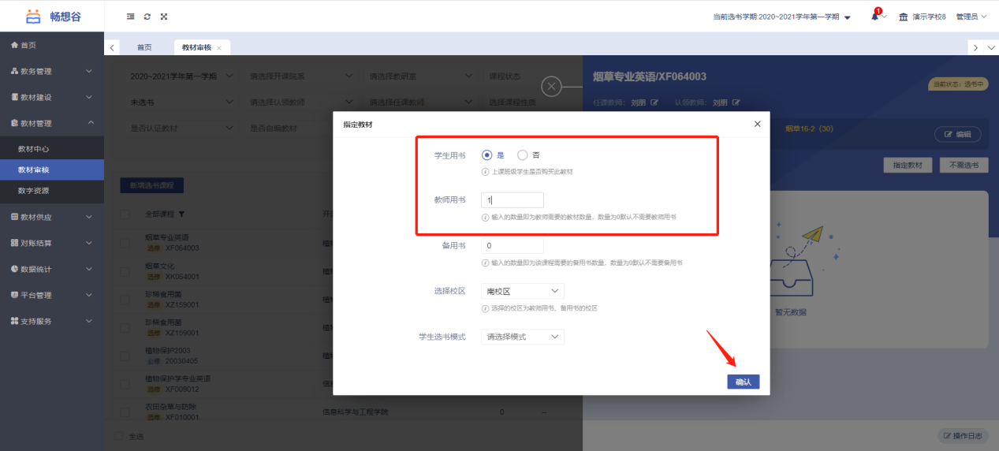 畅想谷
当前选书学期:2020~2021学年第一学期
1
演示学校8
管理员
首页
教务管理
教材建设
教材管理
教材中心
教材审核
数字资源
教材供应
对账结算
数据统计
平台管理
支持服务
首页
教材审核
2020~2021学年第一学期
请选择开课院系
请选择教研室
课程状态
未选书
请选择认领教师
请选择任课教师
选择课程性质
是否认证教材
是否自编教材
新增选书课程
全部课程
烟草专业英语
选修 XF064003
烟草文化
选修 XK064001
珍稀食用菌
选修 XZ159001
珍稀食用菌
选修 XZ159001
植物保护2003
必修 20030405
植物保护学专业英语
选修 XF009012
农田杂草与防除
选修 XF010001
信息科学与工程学院
0
--
全选
烟草专业英语/XF064003
当前状态：选书中
任课教师：刘朋
认领教师：刘朋
烟草16-2（30）
编辑
指定教材
不需选书
暂无数据
操作日志
指定教材
学生用书
是
否
上课班级学生是否购买此教材
教师用书
1
输入的数量即为教师需要的教材数量，数量为0默认不需要教师用书
备用书
0
输入的数量即为该课程需要的备用书数量，数量为0默认不需要备用书
选择校区
南校区
选择的校区为教师用书、备用书的校区
学生选书模式
请选择模式
确认